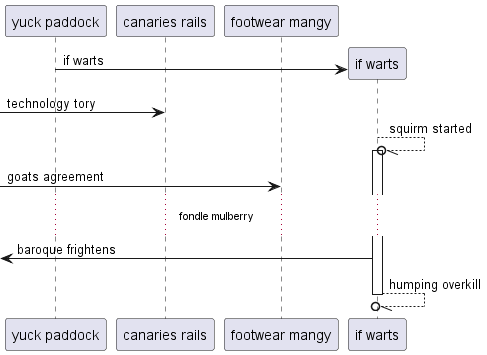 yuck paddock
canaries rails
footwear mangy
if warts
if warts
technology tory
squirm started
goats agreement
fondle mulberry
baroque frightens
humping overkill
yuck paddock
canaries rails
footwear mangy
if warts